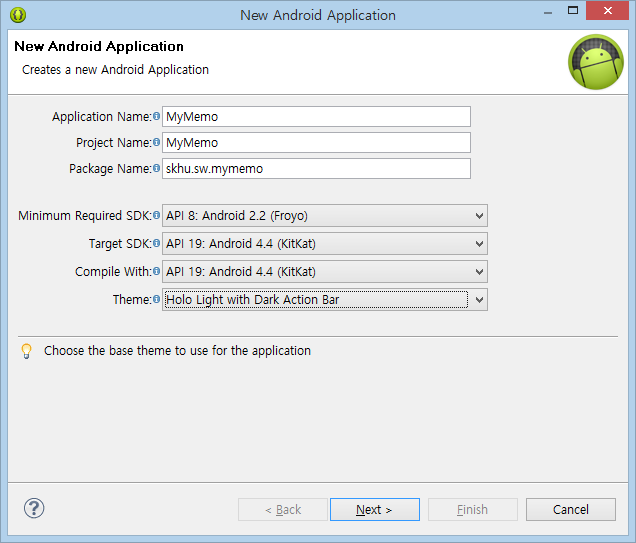 New Android Application
New Android Application
Creates a new Android Application
Application Name: MyMemo
Project Name: MyMemo
Package Name: skhu.sw.mymemo
Minimum Required SDK: API 8: Android 2.2 (Froyo)
Target SDK: API 19: Android 4.4 (KitKat)
Compile With: API 19: Android 4.4 (KitKat)
Theme: Holo Light with Dark Action Bar
Choose the base theme to use for the application
< Back Next > Finish Cancel